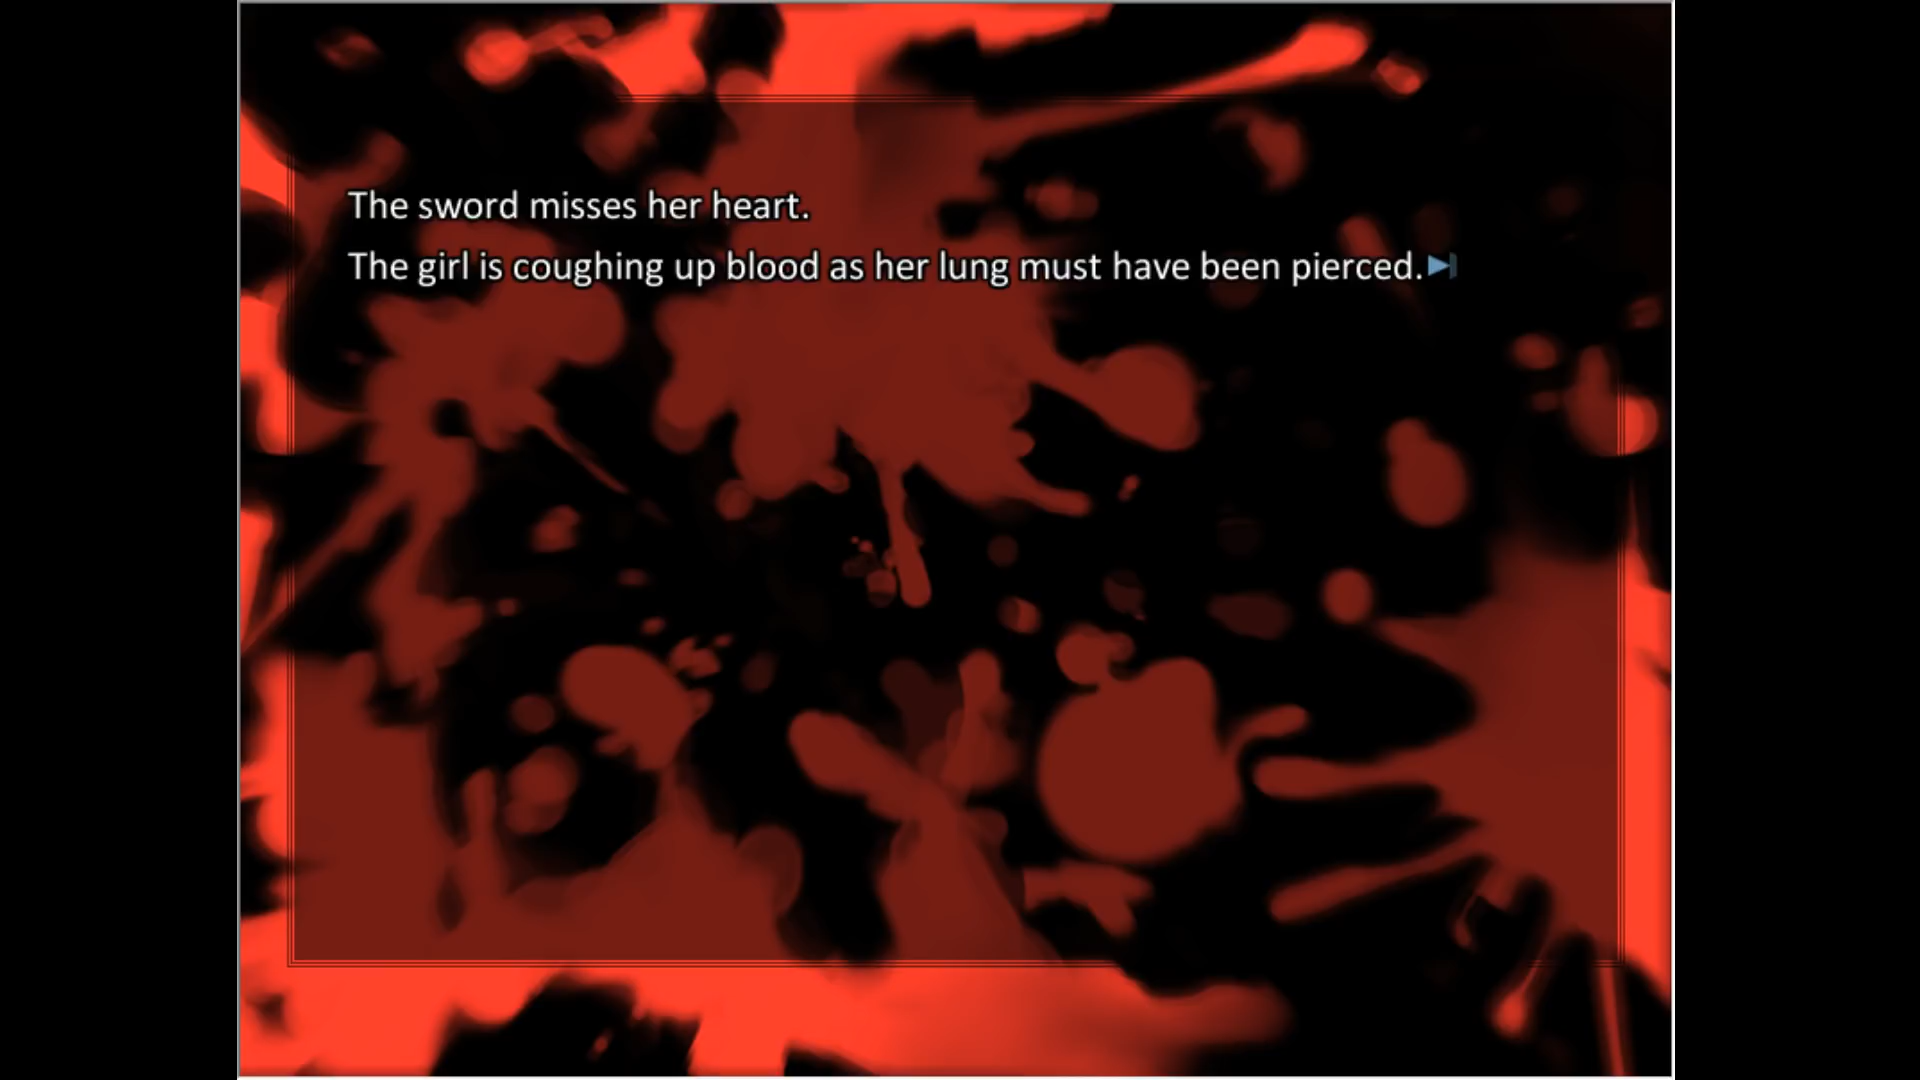 The sword misses her heart.
The girl is coughing up blood as her lung must have been pierced.